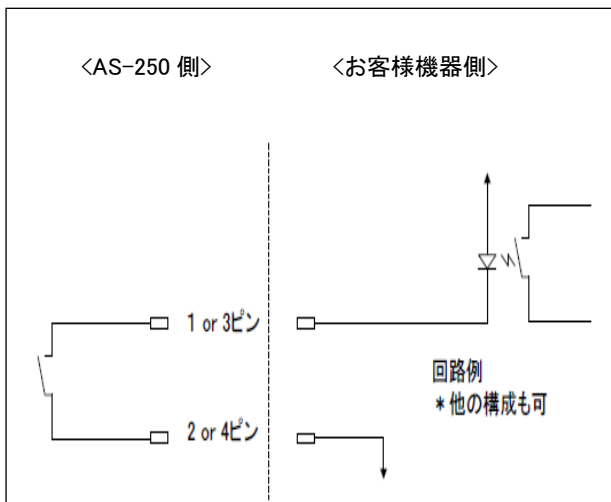 <AS-250 側>
<お客様機器側>
1 or 3ピン
回路例
*他の構成も可
2 or 4ピン